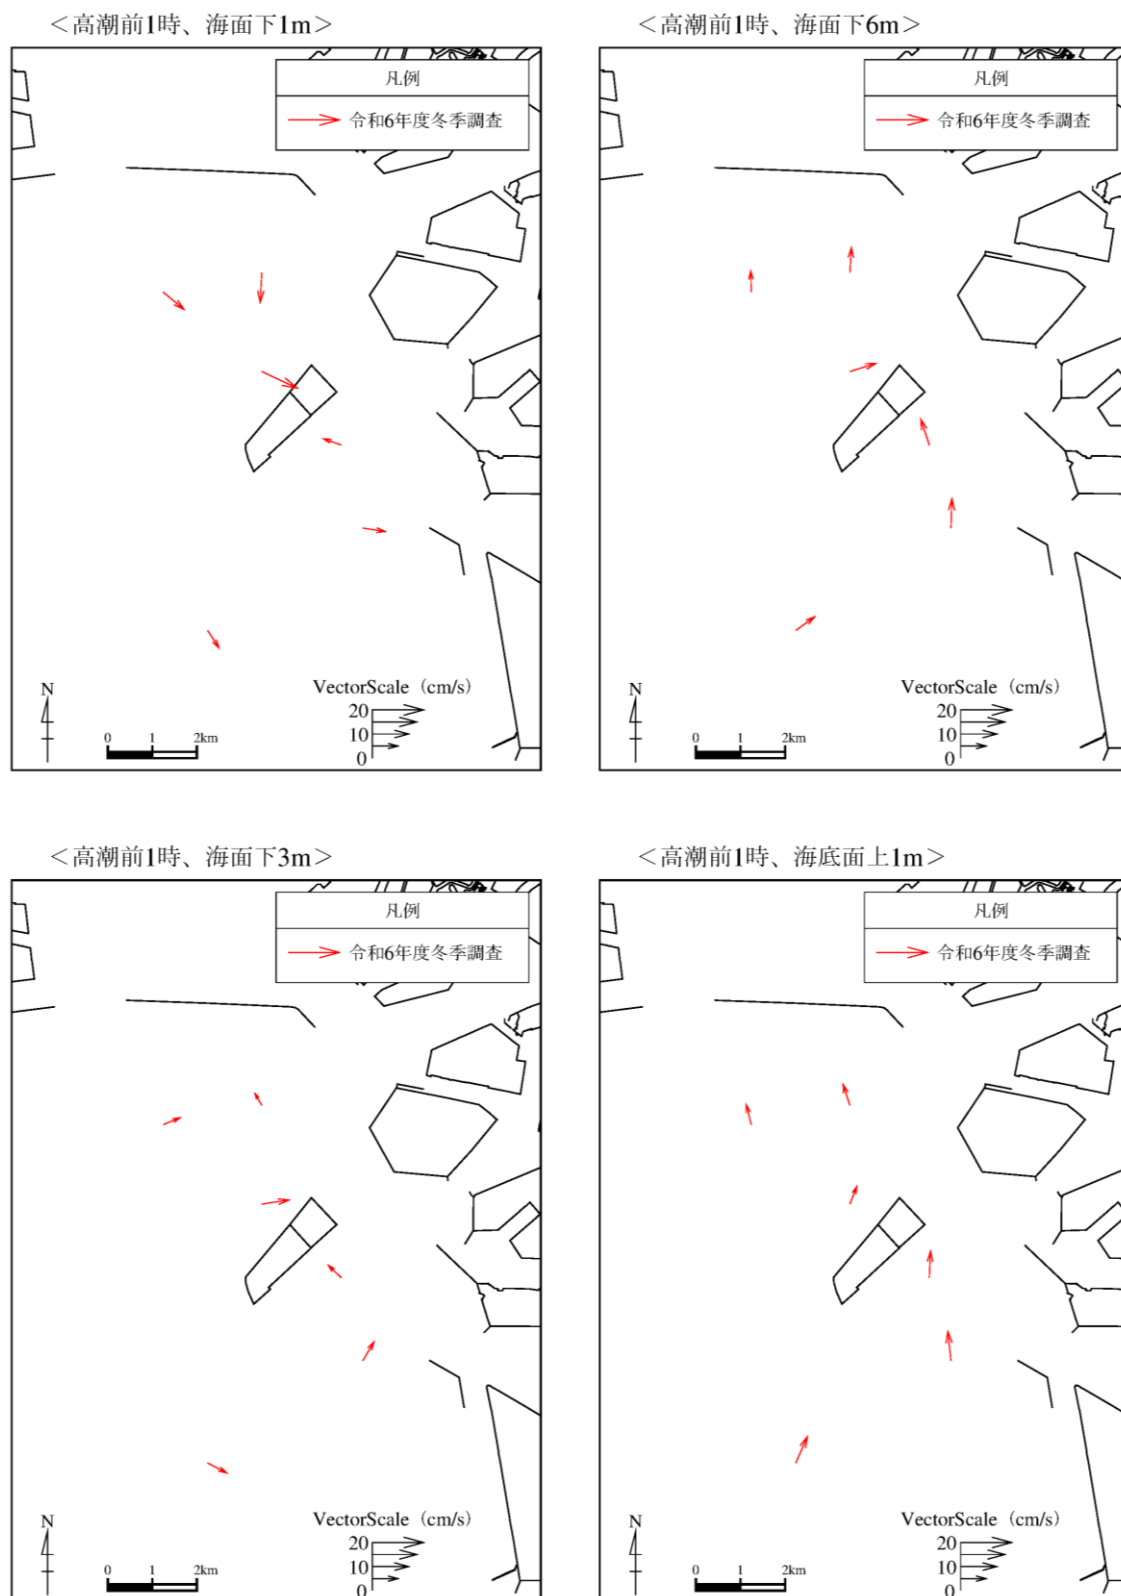 ＜高潮前1時、海面下1m＞
凡例
令和6年度冬季調査
N
0 1 2km
VectorScale (cm/s)
20
10
0
＜高潮前1時、海面下6m＞
凡例
令和6年度冬季調査
N
0 1 2km
VectorScale (cm/s)
20
10
0
＜高潮前1時、海面下3m＞
凡例
令和6年度冬季調査
N
0 1 2km
VectorScale (cm/s)
20
10
0
＜高潮前1時、海底面上1m＞
凡例
令和6年度冬季調査
N
0 1 2km
VectorScale (cm/s)
20
10
0